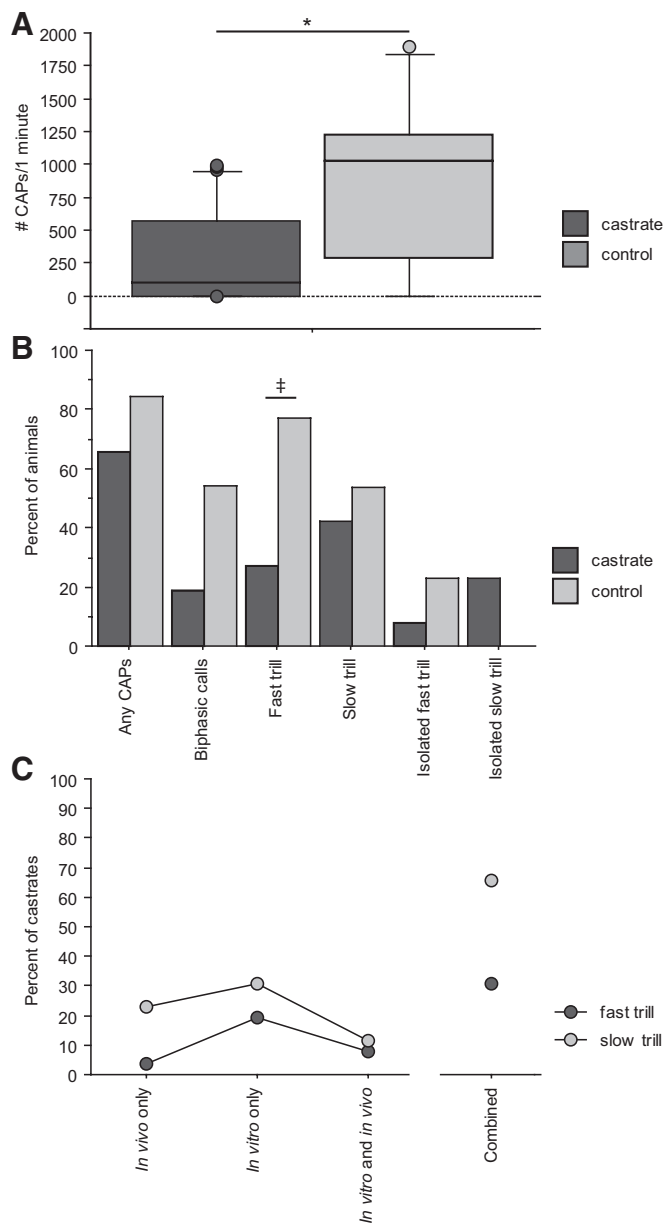 A
*
2000
1750
1500
1250
1000
750
500
250
0
# CAPs/1 minute
castrate
control
B
‡
100
80
60
40
20
0
Percent of animals
Any CAPs
Biphasic calls
Fast trill
Slow trill
Isolated fast trill
Isolated slow trill
castrate
control
C
100
90
80
70
60
50
40
30
20
10
0
Percent of castrates
In vivo only
In vitro only
In vitro and in vivo
Combined
fast trill
slow trill